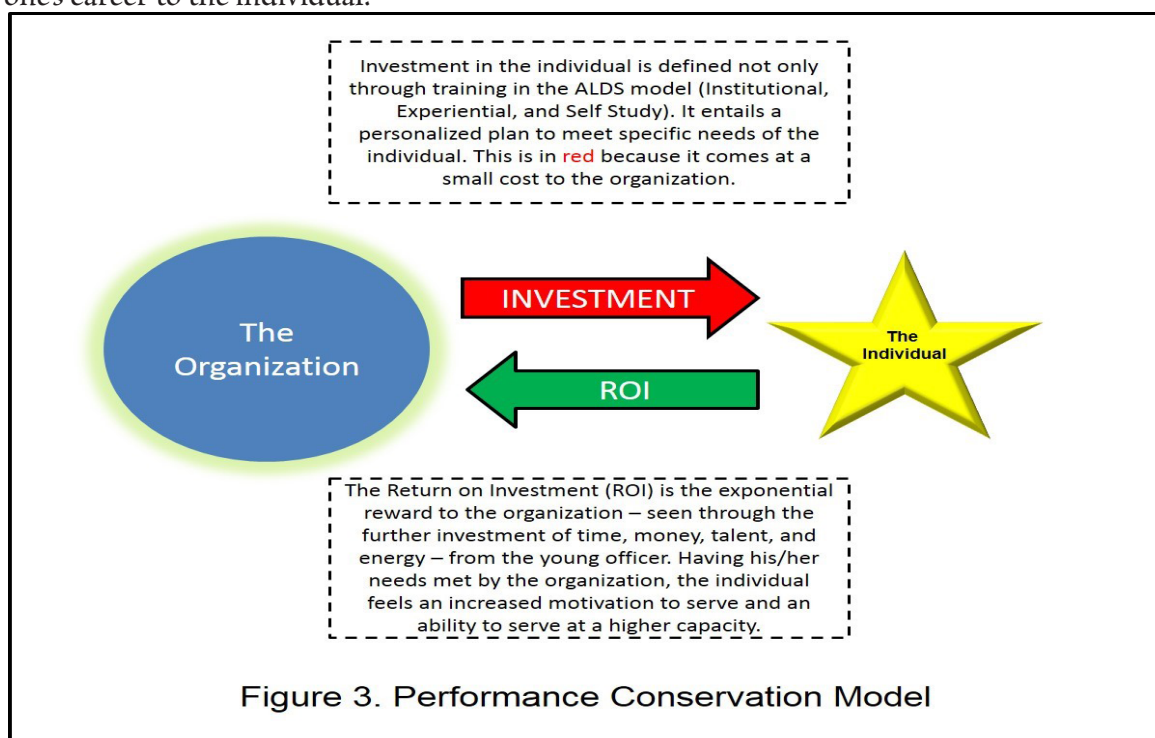 one's career to the individual.
Investment in the individual is defined not only
through training in the ALDS model (Institutional,
Experiential, and Self Study). It entails a
personalized plan to meet specific needs of the
individual. This is in red because it comes at a
small cost to the organization.
The
Organization
INVESTMENT
ROI
The
Individual
The Return on Investment (ROI) is the exponential
reward to the organization – seen through the
further investment of time, money, talent, and
energy – from the young officer. Having his/her
needs met by the organization, the individual
feels an increased motivation to serve and an
ability to serve at a higher capacity.
Figure 3. Performance Conservation Model